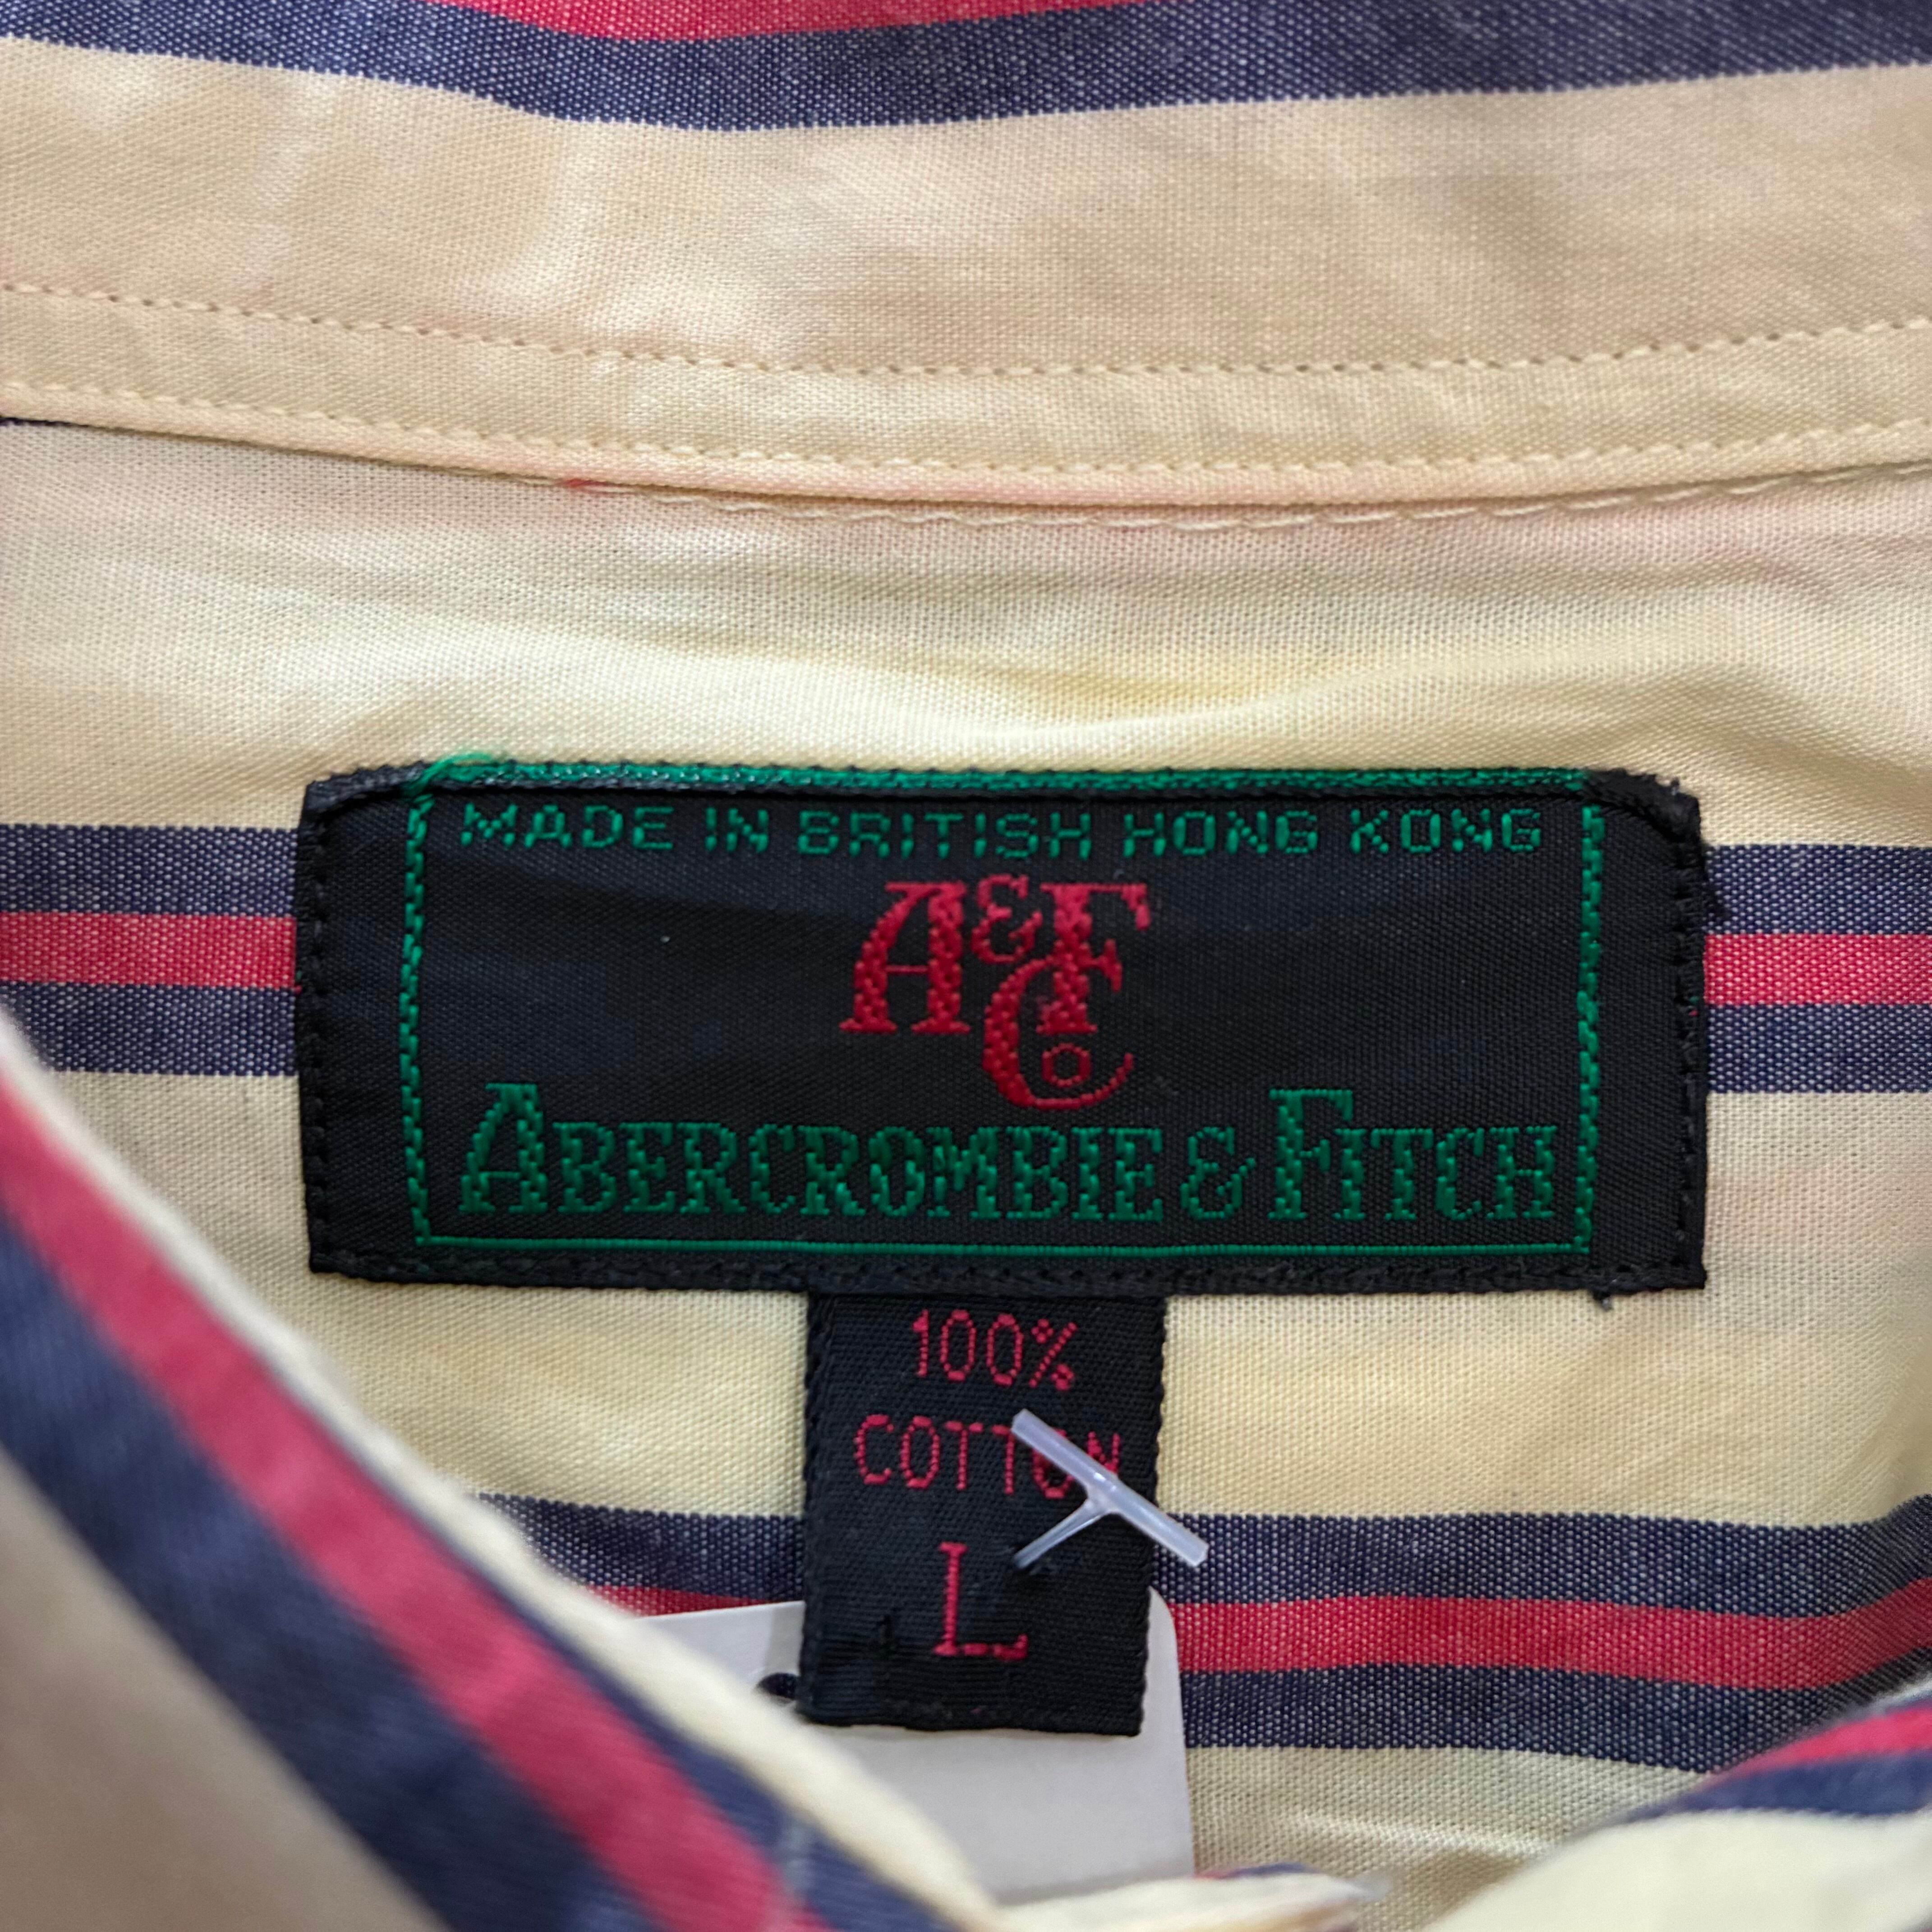 MADE IN BRITISH HONG KONG
A&F
Co
ABERCROMBIE & FITCH
100%
COTTON
L